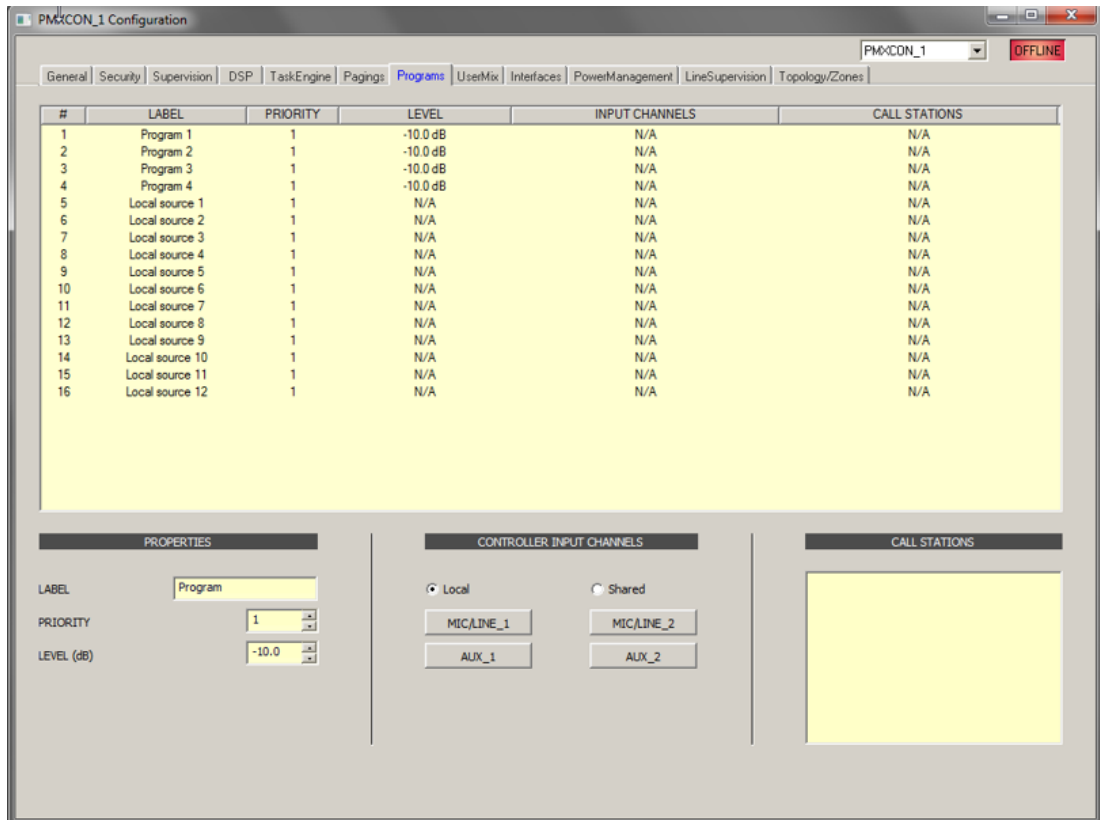 PMXCON_1 Configuration
PMXCON_1 OFFLINE
General Security Supervision DSP TaskEngine Pagings Programs UserMix Interfaces PowerManagement LineSupervision Topology/Zones
# LABEL PRIORITY LEVEL INPUT CHANNELS CALL STATIONS
1 Program 1 1 -10.0 dB N/A N/A
2 Program 2 1 -10.0 dB N/A N/A
3 Program 3 1 -10.0 dB N/A N/A
4 Program 4 1 -10.0 dB N/A N/A
5 Local source 1 1 N/A N/A N/A
6 Local source 2 1 N/A N/A N/A
7 Local source 3 1 N/A N/A N/A
8 Local source 4 1 N/A N/A N/A
9 Local source 5 1 N/A N/A N/A
10 Local source 6 1 N/A N/A N/A
11 Local source 7 1 N/A N/A N/A
12 Local source 8 1 N/A N/A N/A
13 Local source 9 1 N/A N/A N/A
14 Local source 10 1 N/A N/A N/A
15 Local source 11 1 N/A N/A N/A
16 Local source 12 1 N/A N/A N/A
PROPERTIES CONTROLLER INPUT CHANNELS CALL STATIONS
LABEL Program Local Shared
PRIORITY 1 MIC/LINE_1 MIC/LINE_2
LEVEL (dB) -10.0 AUX_1 AUX_2